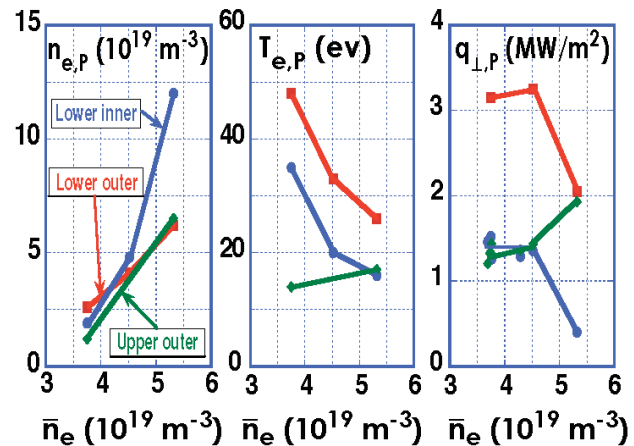 n_e,P (10^19 m^-3)
T_e,P (ev)
q_⊥,P (MW/m^2)
15
10
5
0
Lower inner
Lower outer
Upper outer
60
40
20
0
4
3
2
1
0
3 4 5 6
3 4 5 6
3 4 5 6
n̅_e (10^19 m^-3)
n̅_e (10^19 m^-3)
n̅_e (10^19 m^-3)